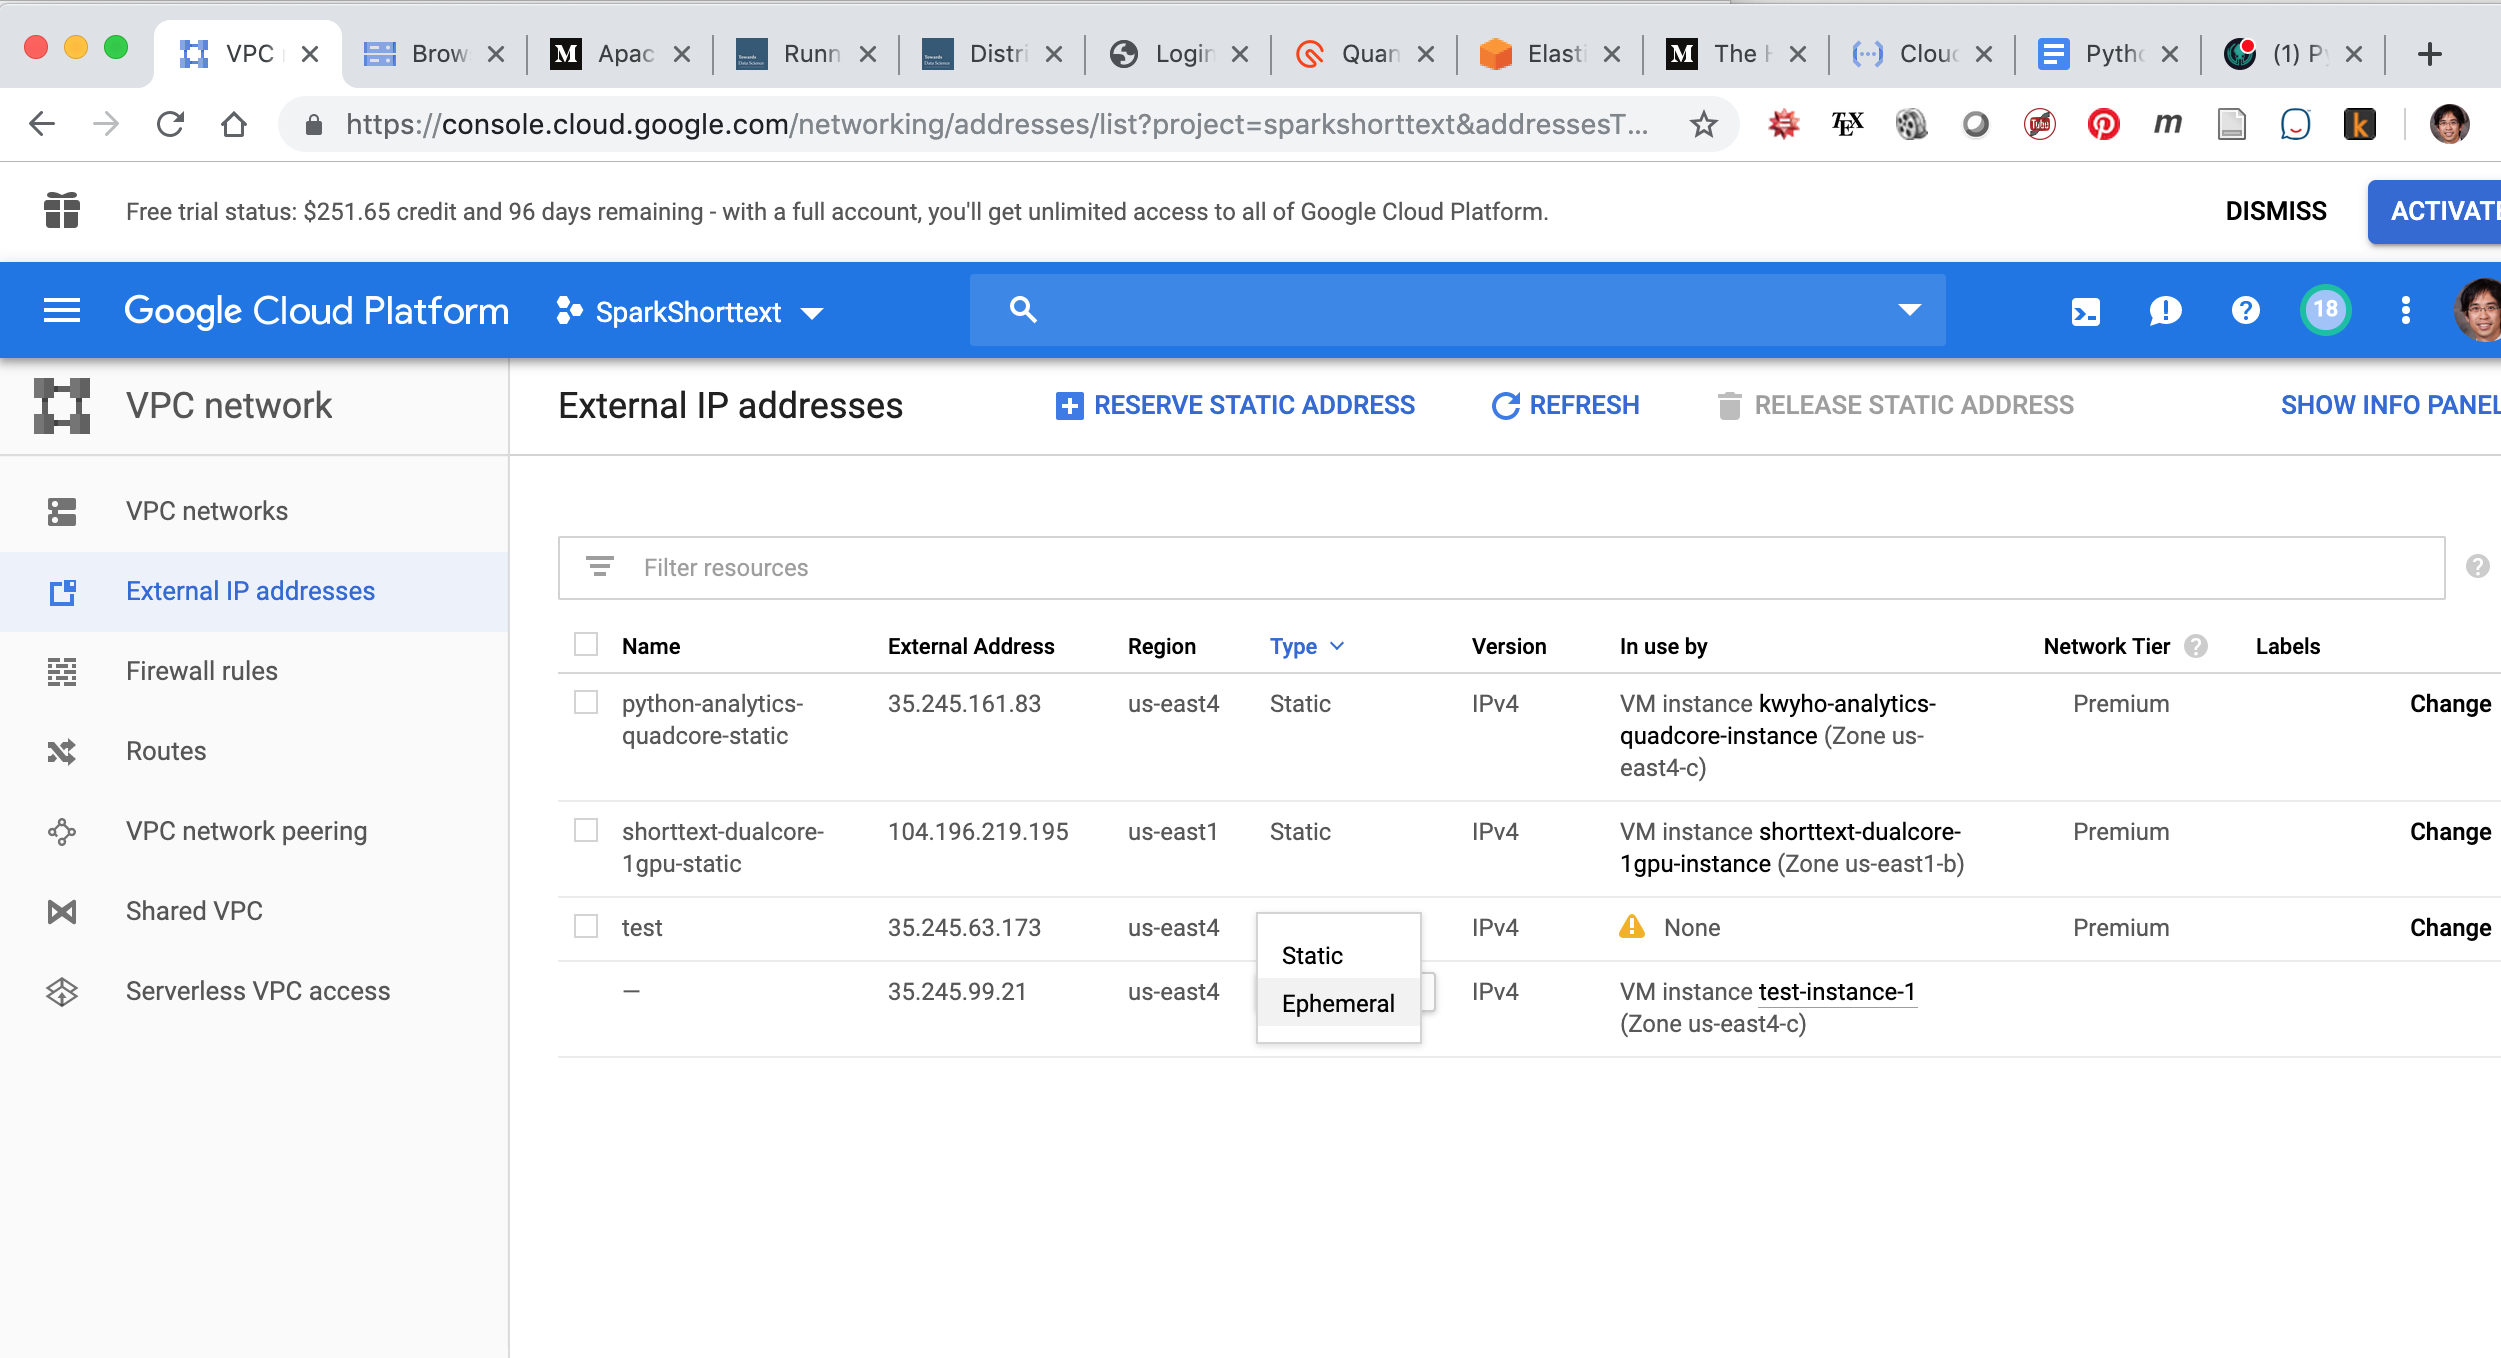 VPC
Brow
Apac
Runn
Distri
Login
Quan
Elasti
The H
Clou
Pytho
(1) Py
https://console.cloud.google.com/networking/addresses/list?project=sparkshorttext&addressesT...
Free trial status: $251.65 credit and 96 days remaining - with a full account, you'll get unlimited access to all of Google Cloud Platform.
DISMISS
ACTIVATE
Google Cloud Platform
SparkShorttext
18
VPC network
External IP addresses
RESERVE STATIC ADDRESS
REFRESH
RELEASE STATIC ADDRESS
SHOW INFO PANEL
VPC networks
External IP addresses
Firewall rules
Routes
VPC network peering
Shared VPC
Serverless VPC access
Filter resources
Name External Address Region Type Version In use by Network Tier Labels
python-analytics- 35.245.161.83 us-east4 Static IPv4 VM instance kwyho-analytics- Premium Change
quadcore-static quadcore-instance (Zone us-
east4-c)
shorttext-dualcore- 104.196.219.195 us-east1 Static IPv4 VM instance shorttext-dualcore- Premium Change
1gpu-static 1gpu-instance (Zone us-east1-b)
test 35.245.63.173 us-east4 IPv4 None Premium Change
Static
— 35.245.99.21 us-east4 Ephemeral IPv4 VM instance test-instance-1
(Zone us-east4-c)